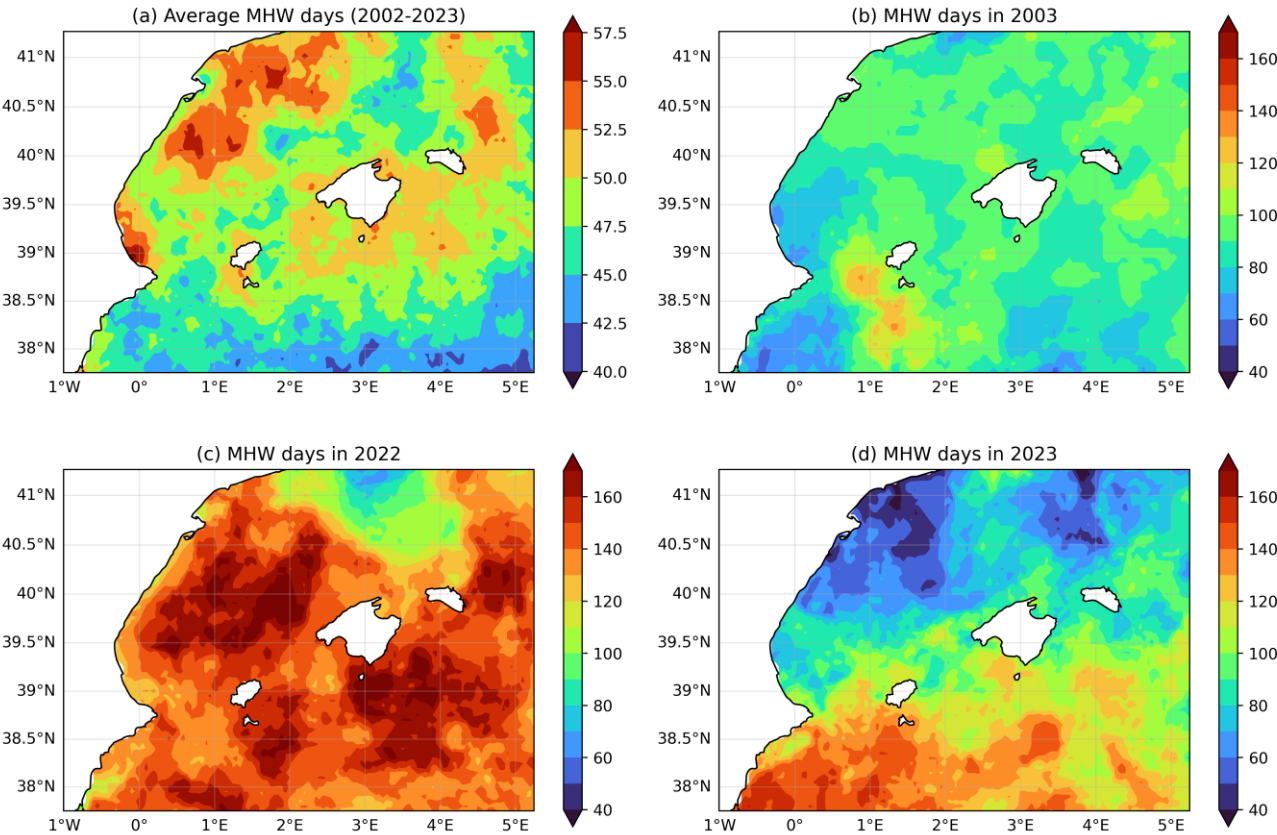 (a) Average MHW days (2002-2023)
41°N
40.5°N
40°N
39.5°N
39°N
38.5°N
38°N
1°W 0° 1°E 2°E 3°E 4°E 5°E
57.5
55.0
52.5
50.0
47.5
45.0
42.5
40.0
(b) MHW days in 2003
41°N
40.5°N
40°N
39.5°N
39°N
38.5°N
38°N
1°W 0° 1°E 2°E 3°E 4°E 5°E
160
140
120
100
80
60
40
(c) MHW days in 2022
41°N
40.5°N
40°N
39.5°N
39°N
38.5°N
38°N
1°W 0° 1°E 2°E 3°E 4°E 5°E
160
140
120
100
80
60
40
(d) MHW days in 2023
41°N
40.5°N
40°N
39.5°N
39°N
38.5°N
38°N
1°W 0° 1°E 2°E 3°E 4°E 5°E
160
140
120
100
80
60
40